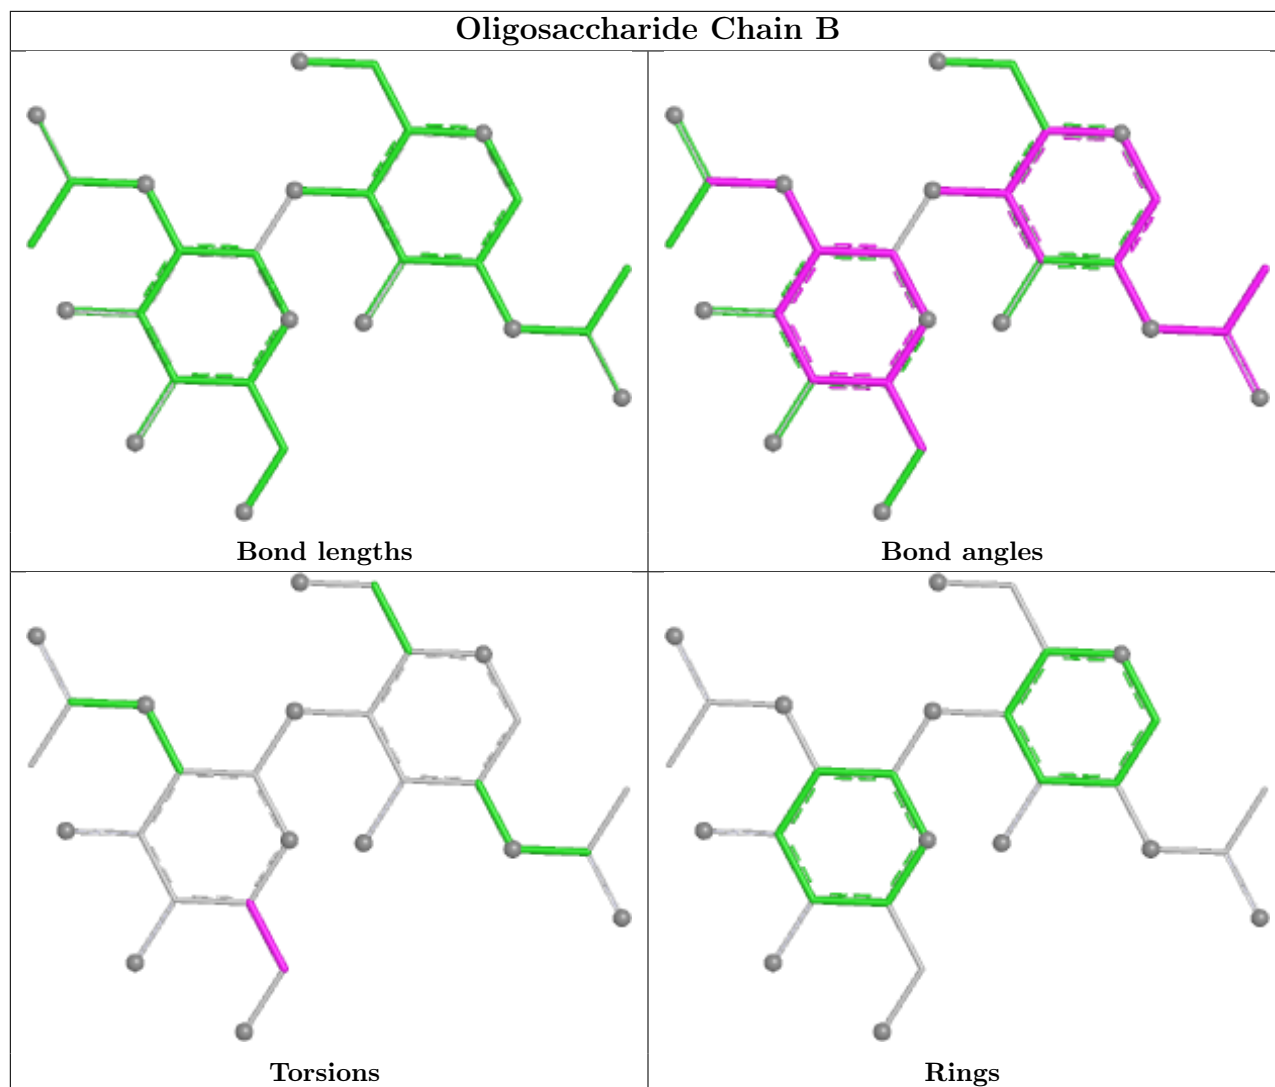 Oligosaccharide Chain B
Bond lengths
Bond angles
Torsions
Rings